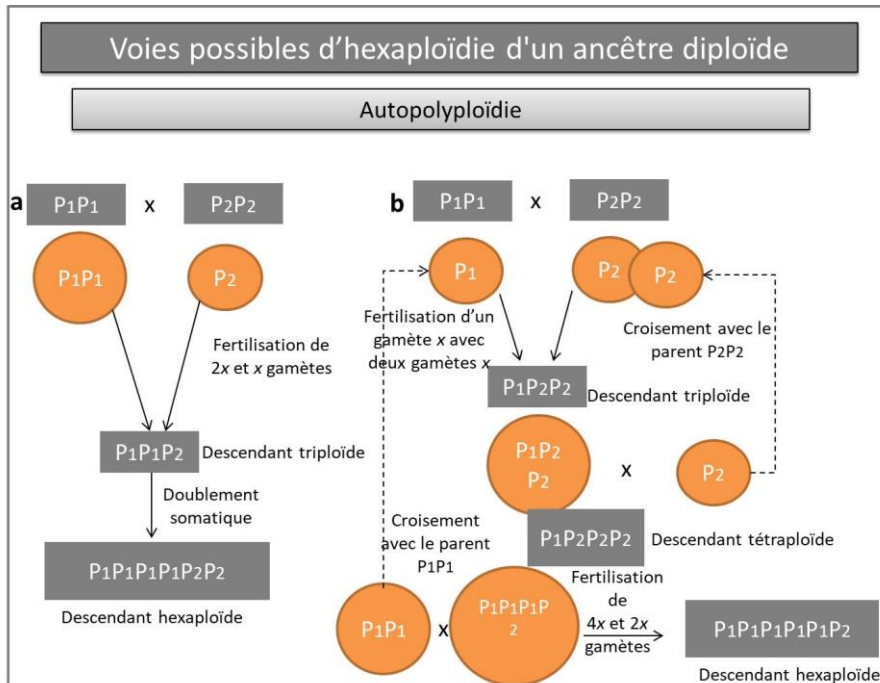 Voies possibles d’hexaploïdie d'un ancêtre diploïde
Autopolyploïdie
a
P1P1
x
P2P2
P1P1
P2
Fertilisation de
2x et x gamètes
P1P1P2
Descendant triploïde
Doublement
somatique
P1P1P1P1P2P2
Descendant hexaploïde
b
P1P1
x
P2P2
P1
P2
P2
Fertilisation d’un
gamète x avec
deux gamètes x
Croisement avec le
parent P2P2
P1P2P2
Descendant triploïde
P1P2
P2
x
P2
Croisement
avec le parent
P1P1
P1P2P2P2
Descendant tétraploïde
P1P1
x
P1P1P1P
2
Fertilisation
de
4x et 2x
gamètes
P1P1P1P1P1P2
Descendant hexaploïde